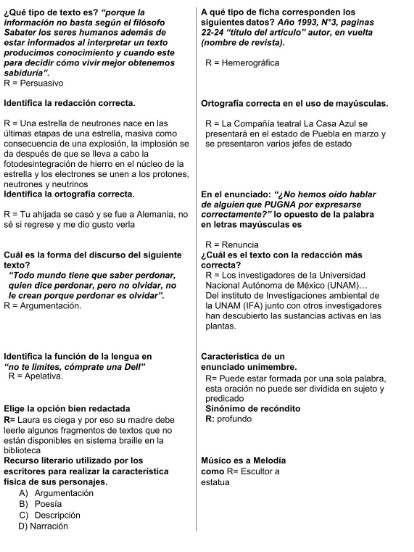 ¿Qué tipo de texto es? "porque la
información no basta según el filósofo
Sabater los seres humanos además de
estar informados al interpretar un texto
producimos conocimiento y cuando este
para decidir cómo vivir mejor obtenemos
sabiduría".
R = Persuasivo
Identifica la redacción correcta.
R = Una estrella de neutrones nace en las
últimas etapas de una estrella, masiva como
consecuencia de una explosión, la implosión se
da después de que se lleva a cabo la
fotodesintegración de hierro en el núcleo de la
estrella y los electrones se unen a los protones,
neutrones y neutrinos
Identifica la ortografía correcta.
R = Tu ahijada se casó y se fue a Alemania, no
sé si regrese y me dio gusto verla
Cuál es la forma del discurso del siguiente
texto?
"Todo mundo tiene que saber perdonar,
quien dice perdonar, pero no olvidar, no
le crean porque perdonar es olvidar".
R = Argumentación.
Identifica la función de la lengua en
"no te limites, cómprate una Dell"
R = Apelativa.
Elige la opción bien redactada
R= Laura es ciega y por eso su madre debe
leerle algunos fragmentos de textos que no
están disponibles en sistema braille en la
biblioteca
Recurso literario utilizado por los
escritores para realizar la característica
física de sus personajes.
A) Argumentación
B) Poesía
C) Descripción
D) Narración
A qué tipo de ficha corresponden los
siguientes datos? Año 1993, N°3, paginas
22-24 "título del artículo" autor, en vuelta
(nombre de revista).
R = Hemerográfica
Ortografía correcta en el uso de mayúsculas.
R = La Compañía teatral La Casa Azul se
presentará en el estado de Puebla en marzo y
se presentaron varios jefes de estado
En el enunciado: "¿No hemos oído hablar
de alguien que PUGNA por expresarse
correctamente?" lo opuesto de la palabra
en letras mayúsculas es
R = Renuncia
¿Cuál es el texto con la redacción más
correcta?
R = Los investigadores de la Universidad
Nacional Autónoma de México (UNAM)…
Del instituto de Investigaciones ambiental de
la UNAM (IFA) junto con otros investigadores
han descubierto las sustancias activas en las
plantas.
Característica de un
enunciado unimembre.
R= Puede estar formada por una sola palabra,
esta oración no puede ser dividida en sujeto y
predicado
Sinónimo de recóndito
R: profundo
Músico es a Melodía
como R= Escultor a
estatua